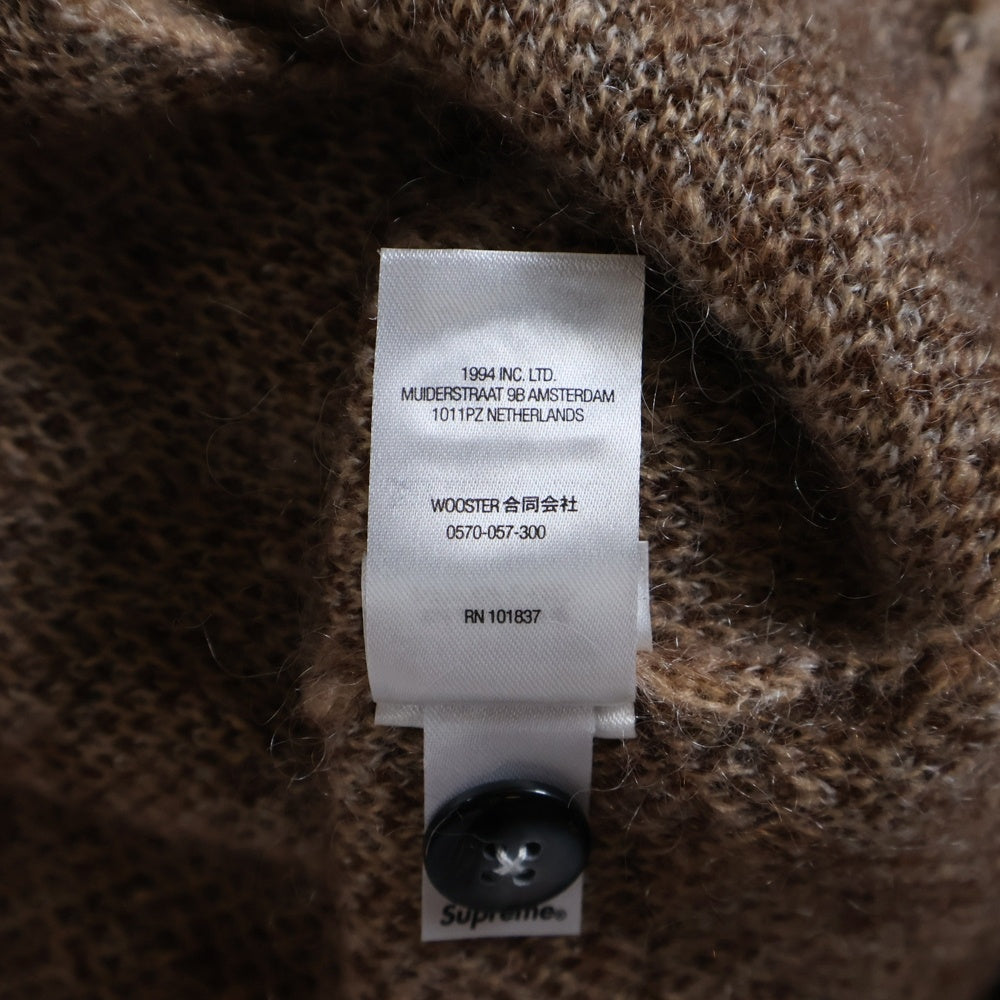 1994 INC. LTD.
MUIDERSTRAAT 9B AMSTERDAM
1011PZ NETHERLANDS
WOOSTER 合同会社
0570-057-300
RN 101837
Supreme®